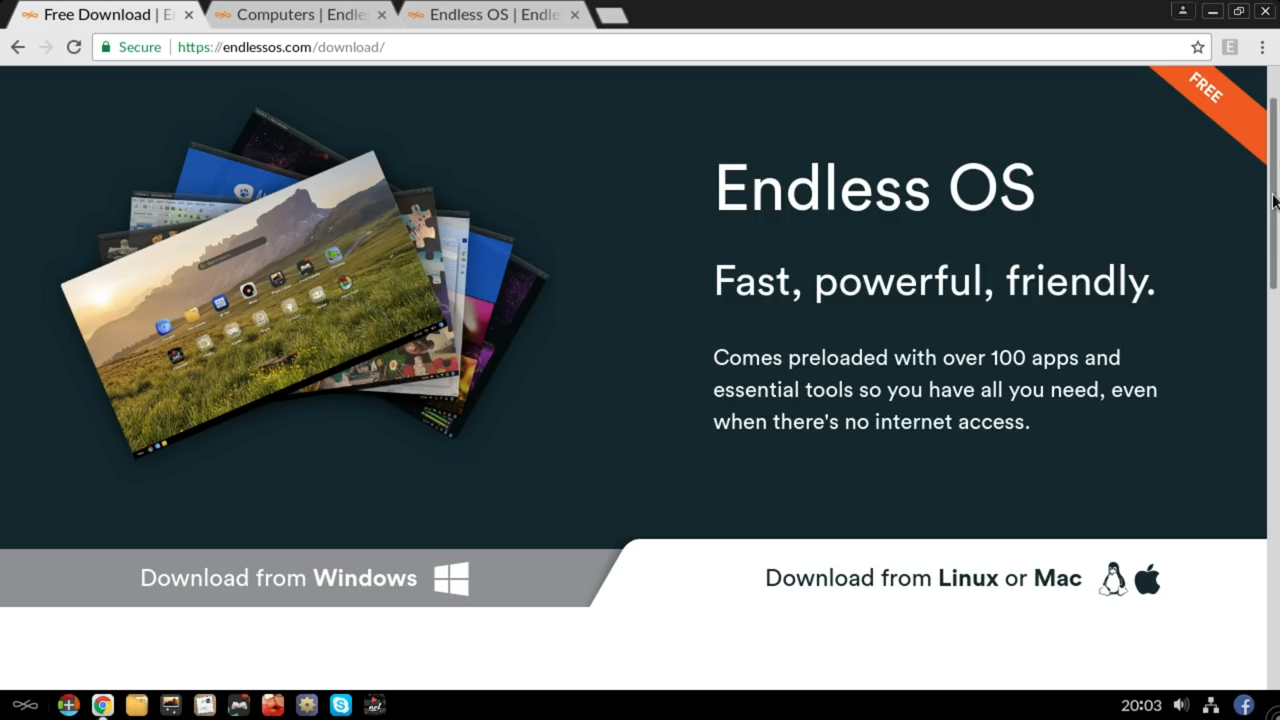 Free Download | E
Computers | Endle
Endless OS | Endle
Secure
https://endlessos.com/download/
E
FREE
Endless OS
Fast, powerful, friendly.
Comes preloaded with over 100 apps and
essential tools so you have all you need, even
when there's no internet access.
Download from Windows
Download from Linux or Mac
20:03